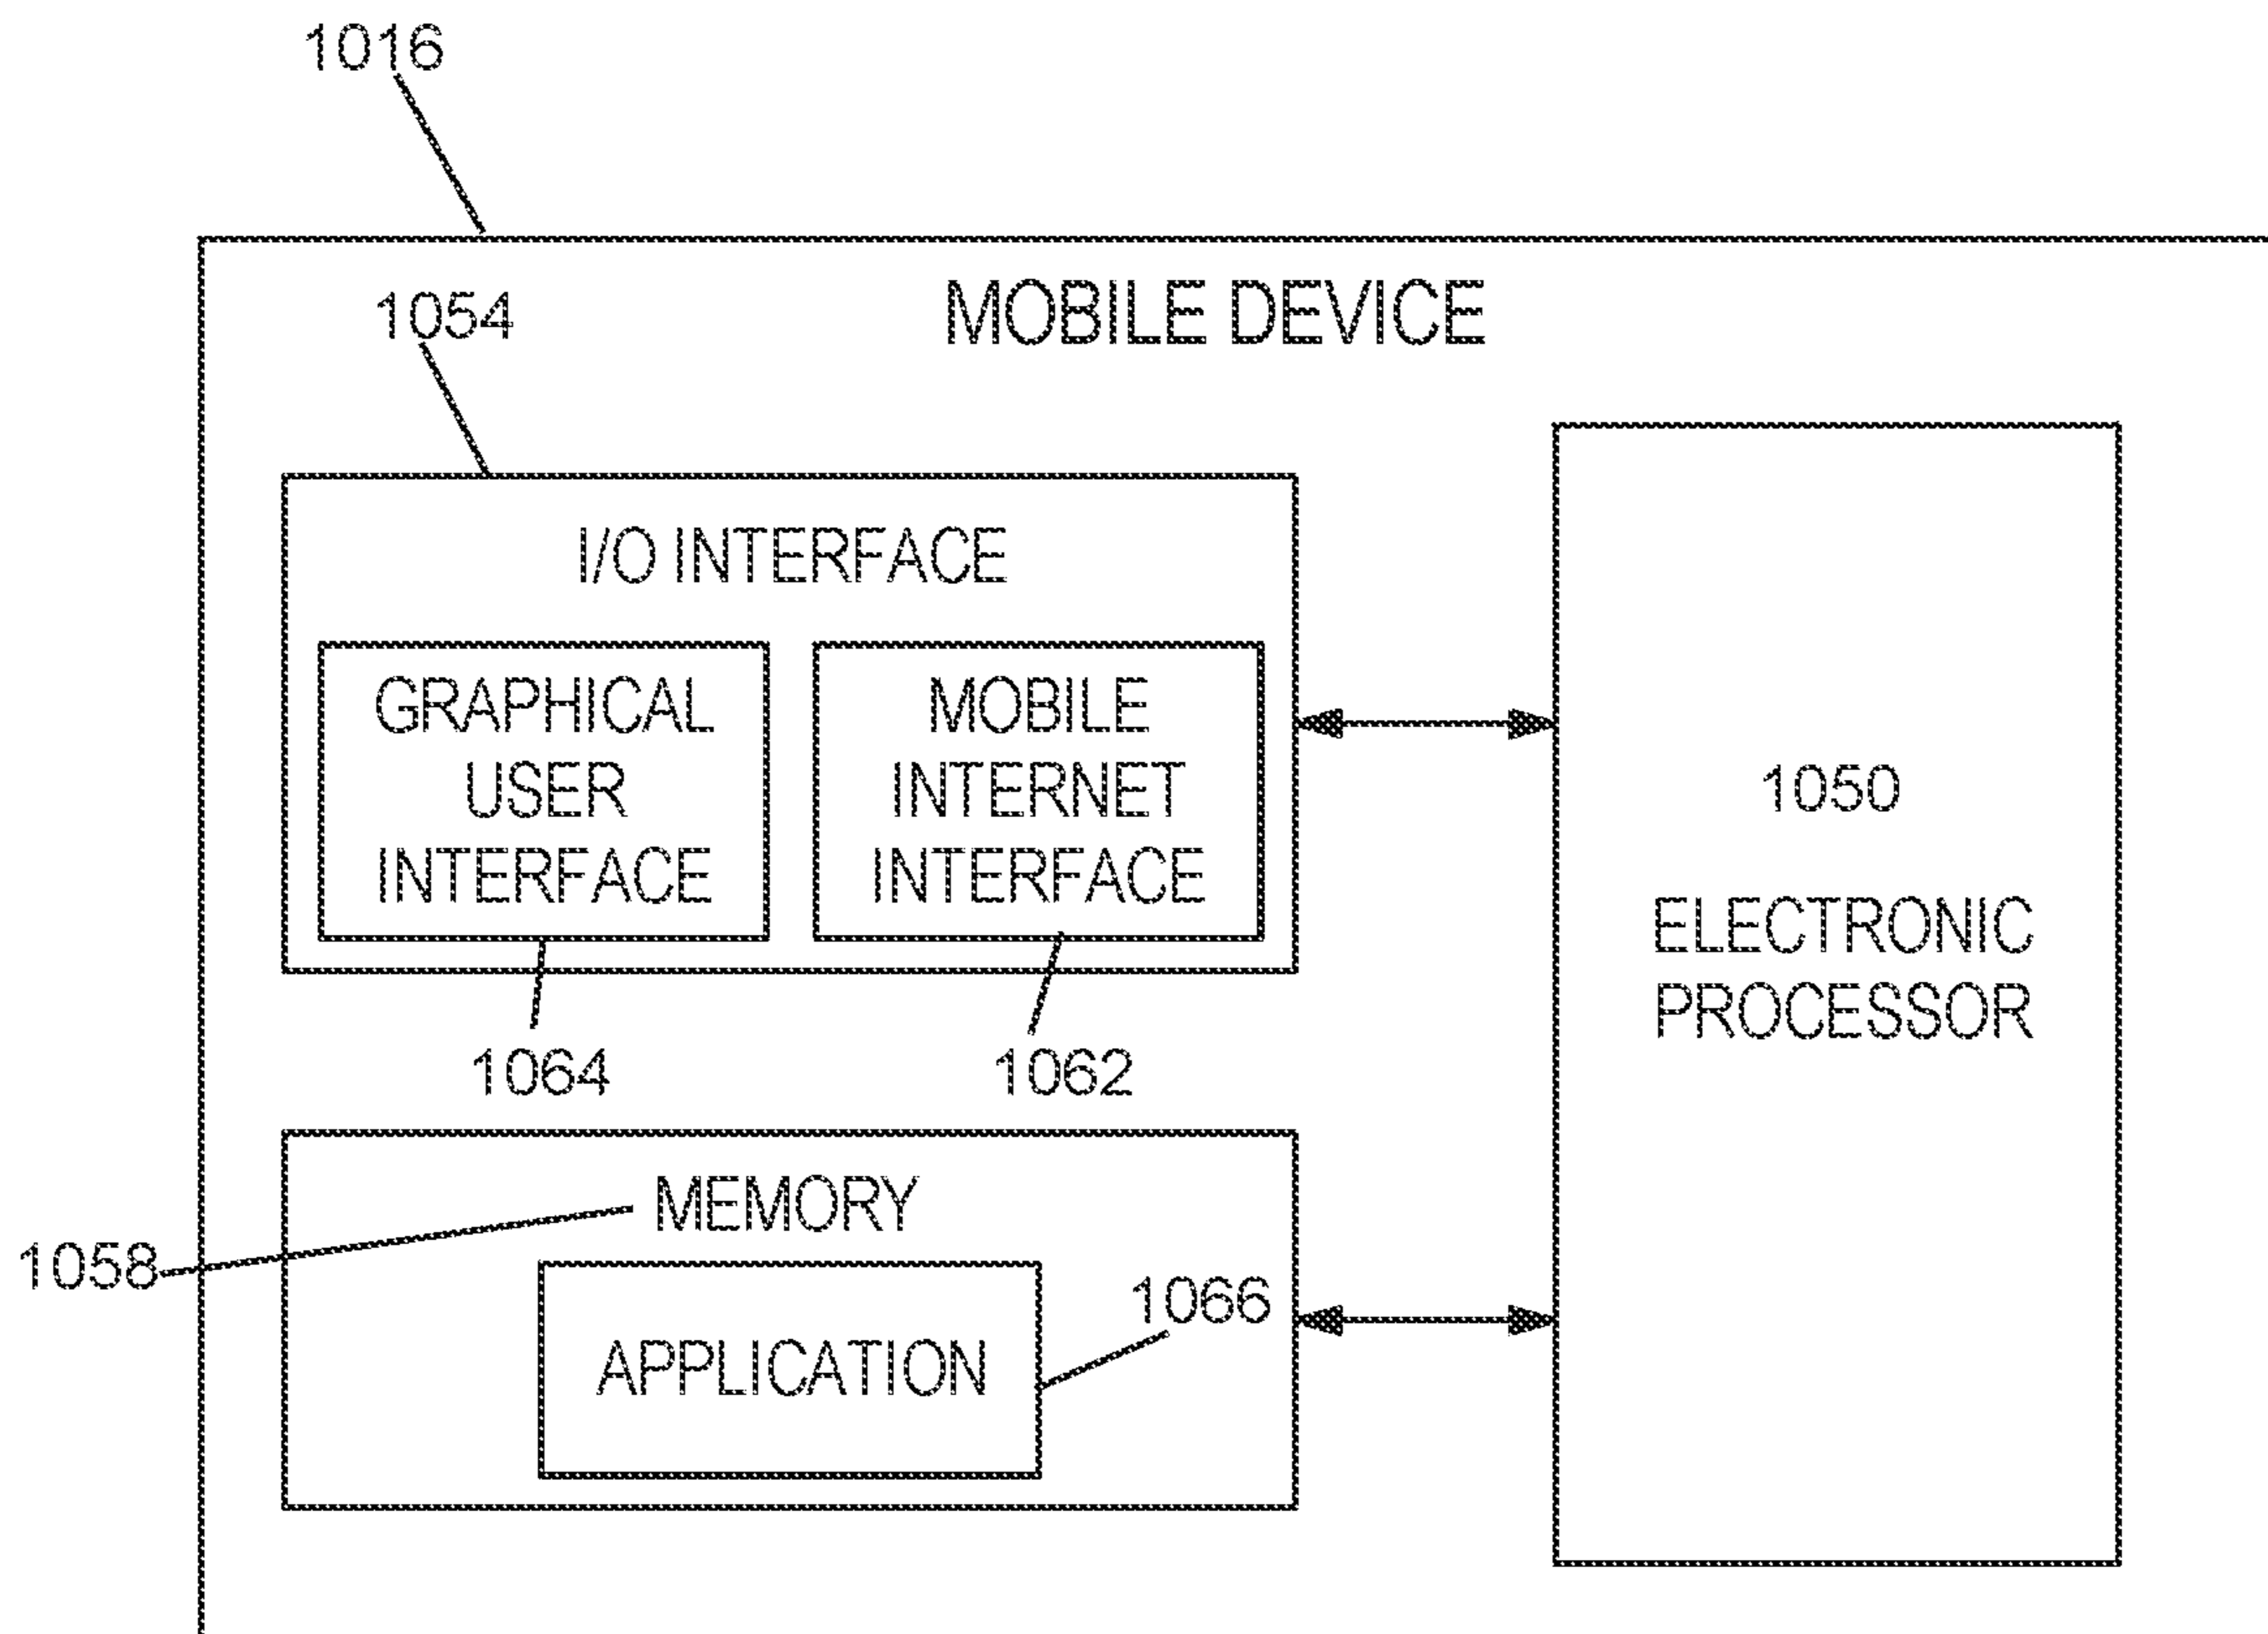 1016
MOBILE DEVICE
1054
I/O INTERFACE
GRAPHICAL
USER
INTERFACE
MOBILE
INTERNET
INTERFACE
1064
1062
1050
ELECTRONIC
PROCESSOR
MEMORY
1058
APPLICATION
1066